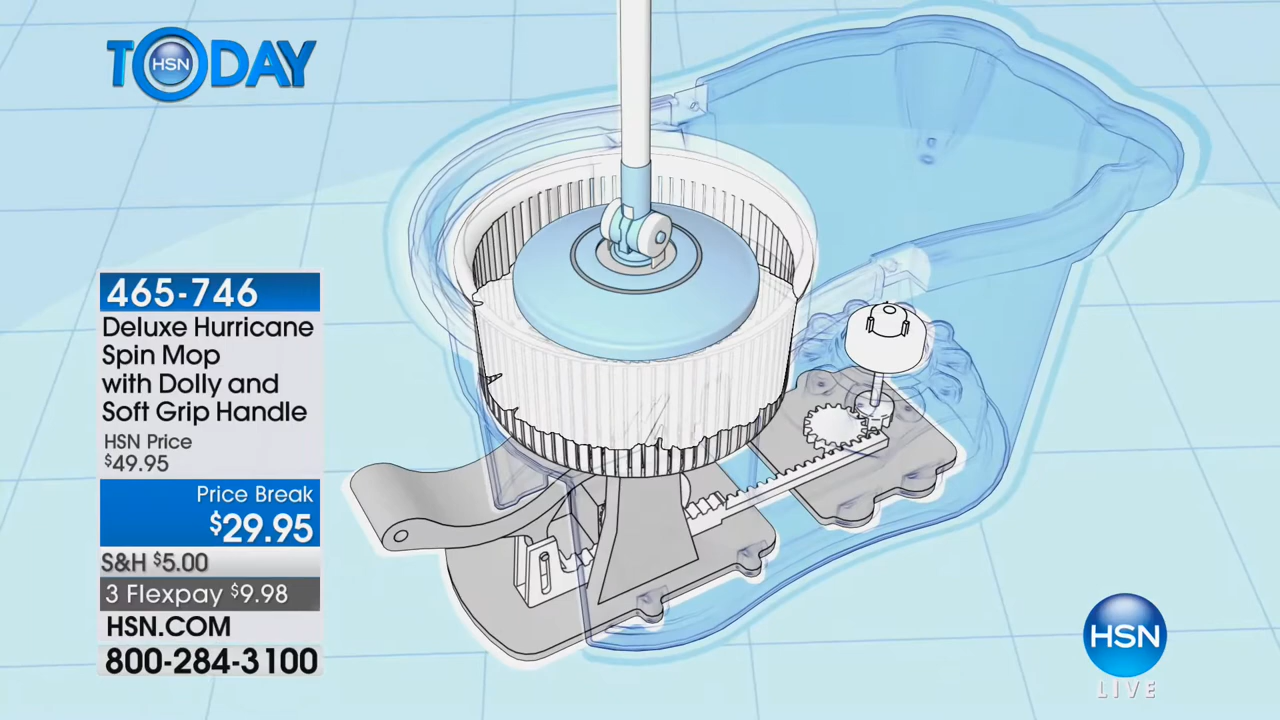 TODAY
HSN
465-746
Deluxe Hurricane
Spin Mop
with Dolly and
Soft Grip Handle
HSN Price
$49.95
Price Break
$29.95
S&H $5.00
3 Flexpay $9.98
HSN.COM
800-284-3100
HSN
LIVE